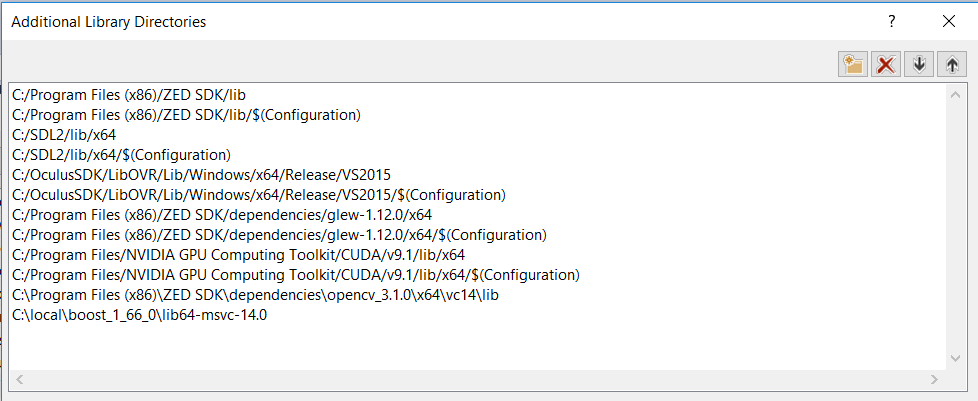 Additional Library Directories
?
C:/Program Files (x86)/ZED SDK/lib
C:/Program Files (x86)/ZED SDK/lib/$(Configuration)
C:/SDL2/lib/x64
C:/SDL2/lib/x64/$(Configuration)
C:/OculusSDK/LibOVR/Lib/Windows/x64/Release/VS2015
C:/OculusSDK/LibOVR/Lib/Windows/x64/Release/VS2015/$(Configuration)
C:/Program Files (x86)/ZED SDK/dependencies/glew-1.12.0/x64
C:/Program Files (x86)/ZED SDK/dependencies/glew-1.12.0/x64/$(Configuration)
C:/Program Files/NVIDIA GPU Computing Toolkit/CUDA/v9.1/lib/x64
C:/Program Files/NVIDIA GPU Computing Toolkit/CUDA/v9.1/lib/x64/$(Configuration)
C:\Program Files (x86)\ZED SDK\dependencies\opencv_3.1.0\x64\vc14\lib
C:\local\boost_1_66_0\lib64-msvc-14.0